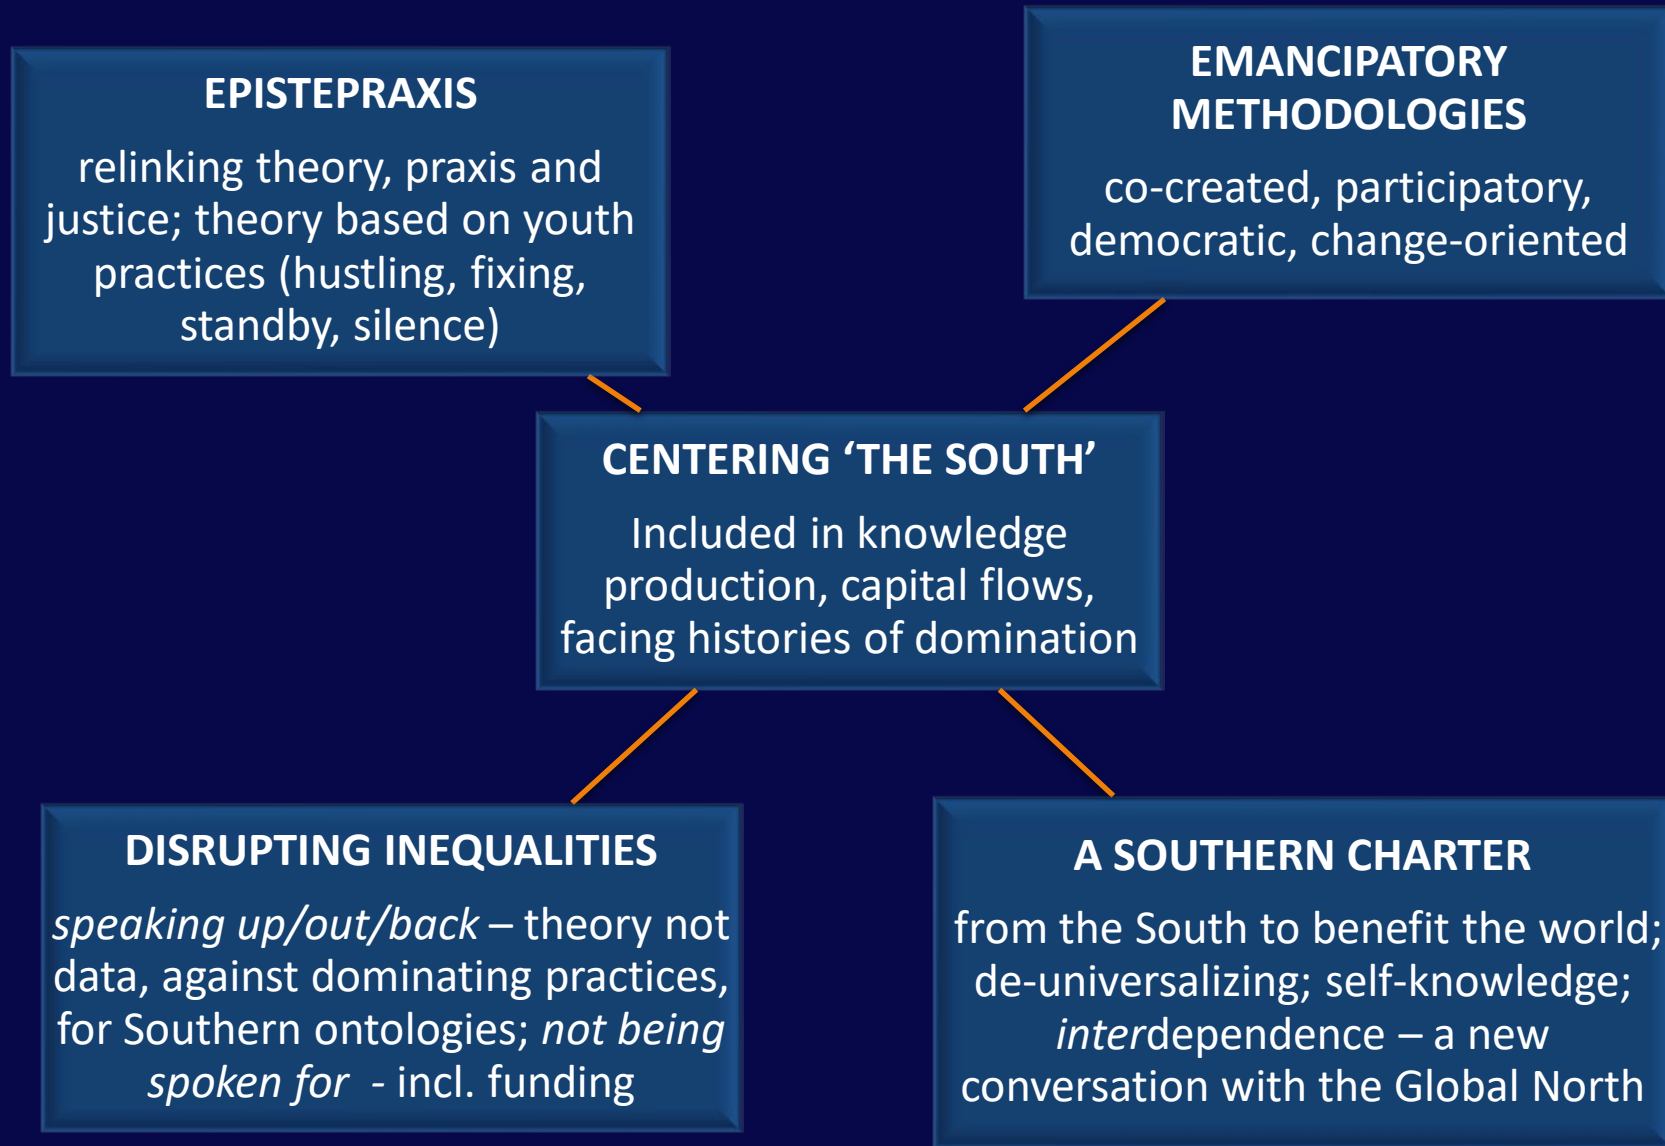 EPISTEPRAXIS
relinking theory, praxis and
justice; theory based on youth
practices (hustling, fixing,
standby, silence)
EMANCIPATORY
METHODOLOGIES
co-created, participatory,
democratic, change-oriented
CENTERING ‘THE SOUTH’
Included in knowledge
production, capital flows,
facing histories of domination
DISRUPTING INEQUALITIES
speaking up/out/back – theory not
data, against dominating practices,
for Southern ontologies; not being
spoken for - incl. funding
A SOUTHERN CHARTER
from the South to benefit the world;
de-universalizing; self-knowledge;
interdependence – a new
conversation with the Global North